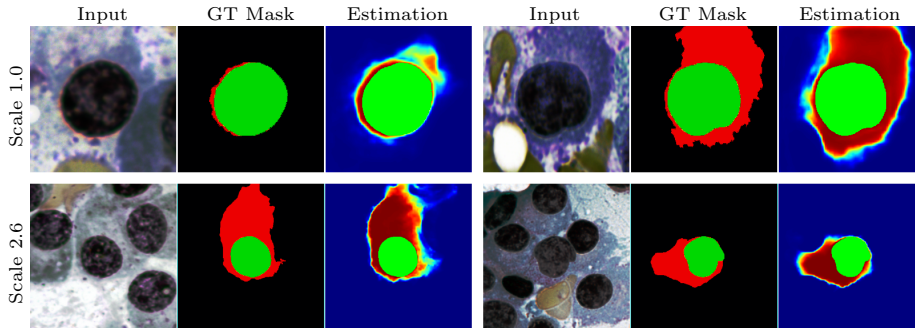 Input GT Mask Estimation Input GT Mask Estimation
Scale 1.0
Scale 2.6